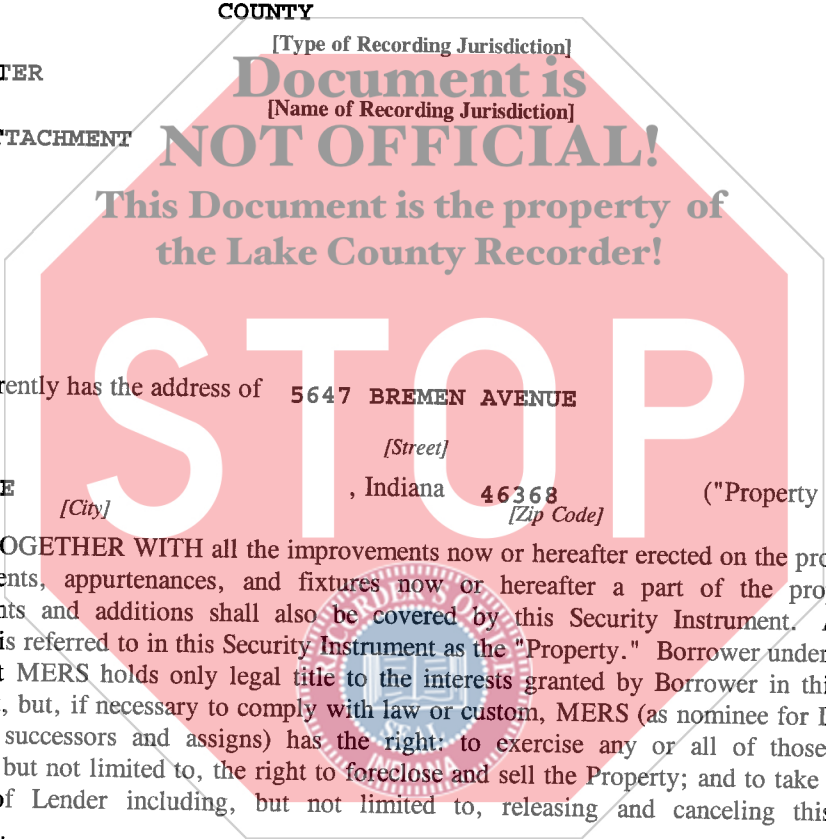 COUNTY
[Type of Recording Jurisdiction]
TER
Document is
[Name of Recording Jurisdiction]
TTACHMENT
NOT OFFICIAL!
This Document is the property of
the Lake County Recorder!
STOP
rently has the address of 5647 BREMEN AVENUE
[Street]
E , Indiana 46368 ("Property
[City] [Zip Code]
OGETHER WITH all the improvements now or hereafter erected on the pro
ents, appurtenances, and fixtures now or hereafter a part of the pro
nts and additions shall also be covered by this Security Instrument.
is referred to in this Security Instrument as the "Property." Borrower under
t MERS holds only legal title to the interests granted by Borrower in thi
, but, if necessary to comply with law or custom, MERS (as nominee for L
successors and assigns) has the right: to exercise any or all of those
but not limited to, the right to foreclose and sell the Property; and to take
of Lender including, but not limited to, releasing and canceling this
RECORDER'S OFFICE
SEAL
INDIANA